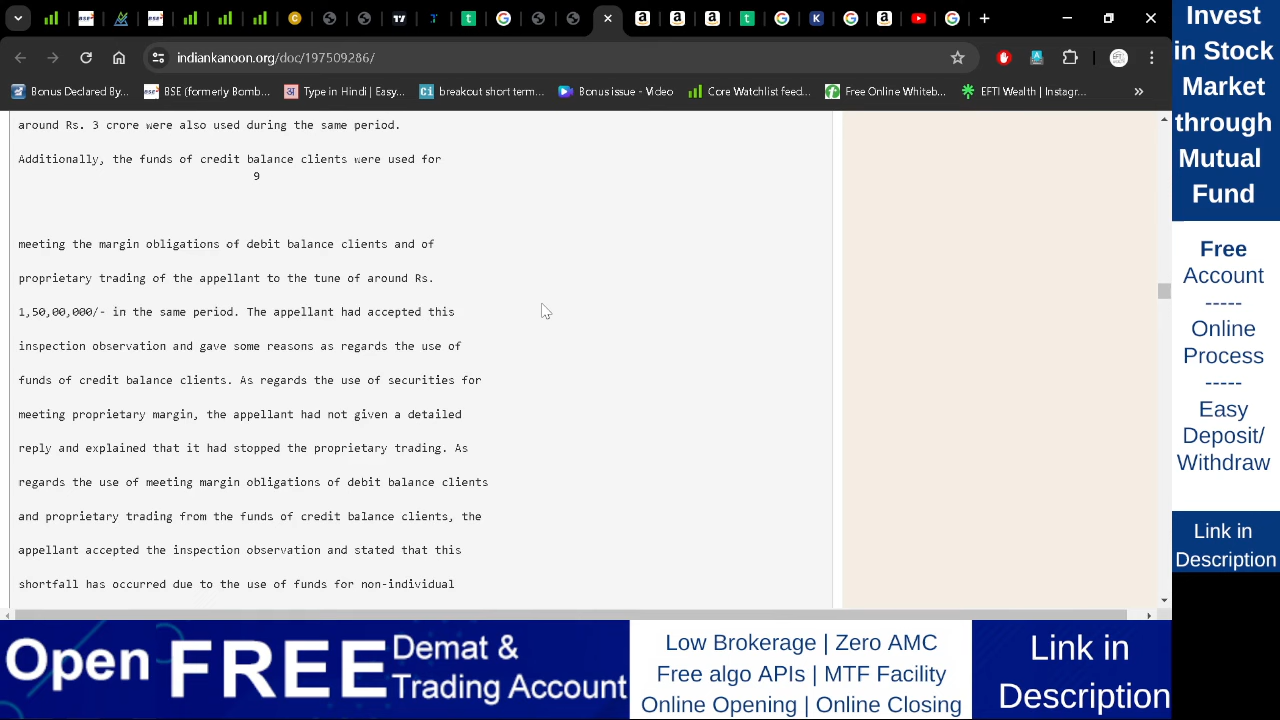 indiankanoon.org/doc/197509286/
Bonus Declared By...
BSE (formerly Bomb...
Type in Hindi | Easy...
breakout short term...
Bonus issue - Video
Core Watchlist feed...
Free Online Whiteb...
EFTI Wealth | Instagr...
around Rs. 3 crore were also used during the same period.
Additionally, the funds of credit balance clients were used for
9
meeting the margin obligations of debit balance clients and of
proprietary trading of the appellant to the tune of around Rs.
1,50,00,000/- in the same period. The appellant had accepted this
inspection observation and gave some reasons as regards the use of
funds of credit balance clients. As regards the use of securities for
meeting proprietary margin, the appellant had not given a detailed
reply and explained that it had stopped the proprietary trading. As
regards the use of meeting margin obligations of debit balance clients
and proprietary trading from the funds of credit balance clients, the
appellant accepted the inspection observation and stated that this
shortfall has occurred due to the use of funds for non-individual
Invest
in Stock
Market
through
Mutual
Fund
Free
Account
-----
Online
Process
-----
Easy
Deposit/
Withdraw
Link in
Description
Open FREE
Demat &
Trading Account
Low Brokerage | Zero AMC
Free algo APIs | MTF Facility
Online Opening | Online Closing
Link in
Description